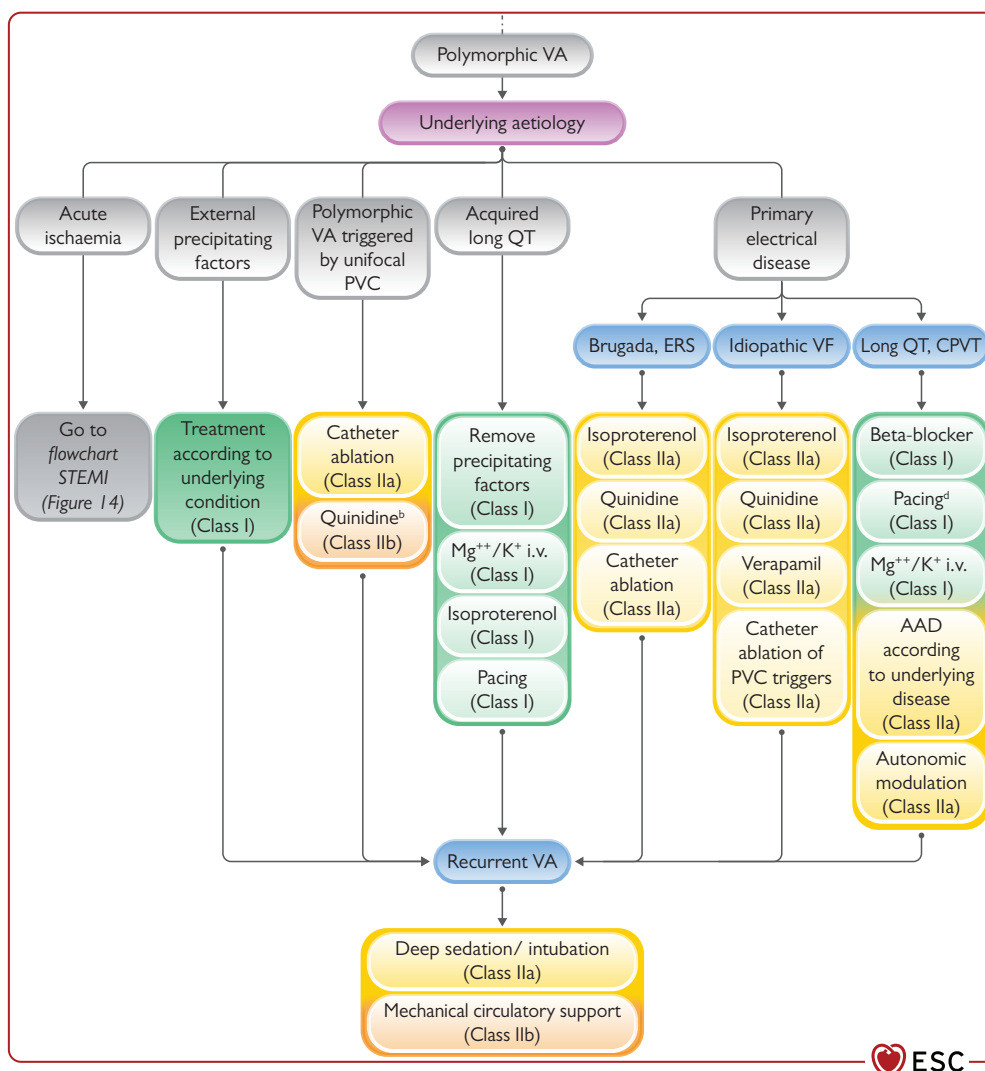 Polymorphic VA
Underlying aetiology
Acute
ischaemia
External
precipitating
factors
Polymorphic
VA triggered
by unifocal
PVC
Acquired
long QT
Primary
electrical
disease
Brugada, ERS
Idiopathic VF
Long QT, CPVT
Go to
flowchart
STEMI
(Figure 14)
Treatment
according to
underlying
condition
(Class I)
Catheter
ablation
(Class IIa)
Quinidineᵇ
(Class IIb)
Remove
precipitating
factors
(Class I)
Mg⁺⁺/K⁺ i.v.
(Class I)
Isoproterenol
(Class I)
Pacing
(Class I)
Isoproterenol
(Class IIa)
Quinidine
(Class IIa)
Catheter
ablation
(Class IIa)
Isoproterenol
(Class IIa)
Quinidine
(Class IIa)
Verapamil
(Class IIa)
Catheter
ablation of
PVC triggers
(Class IIa)
Beta-blocker
(Class I)
Pacingᵈ
(Class I)
Mg⁺⁺/K⁺ i.v.
(Class I)
AAD
according
to underlying
disease
(Class IIa)
Autonomic
modulation
(Class IIa)
Recurrent VA
Deep sedation/ intubation
(Class IIa)
Mechanical circulatory support
(Class IIb)
ESC